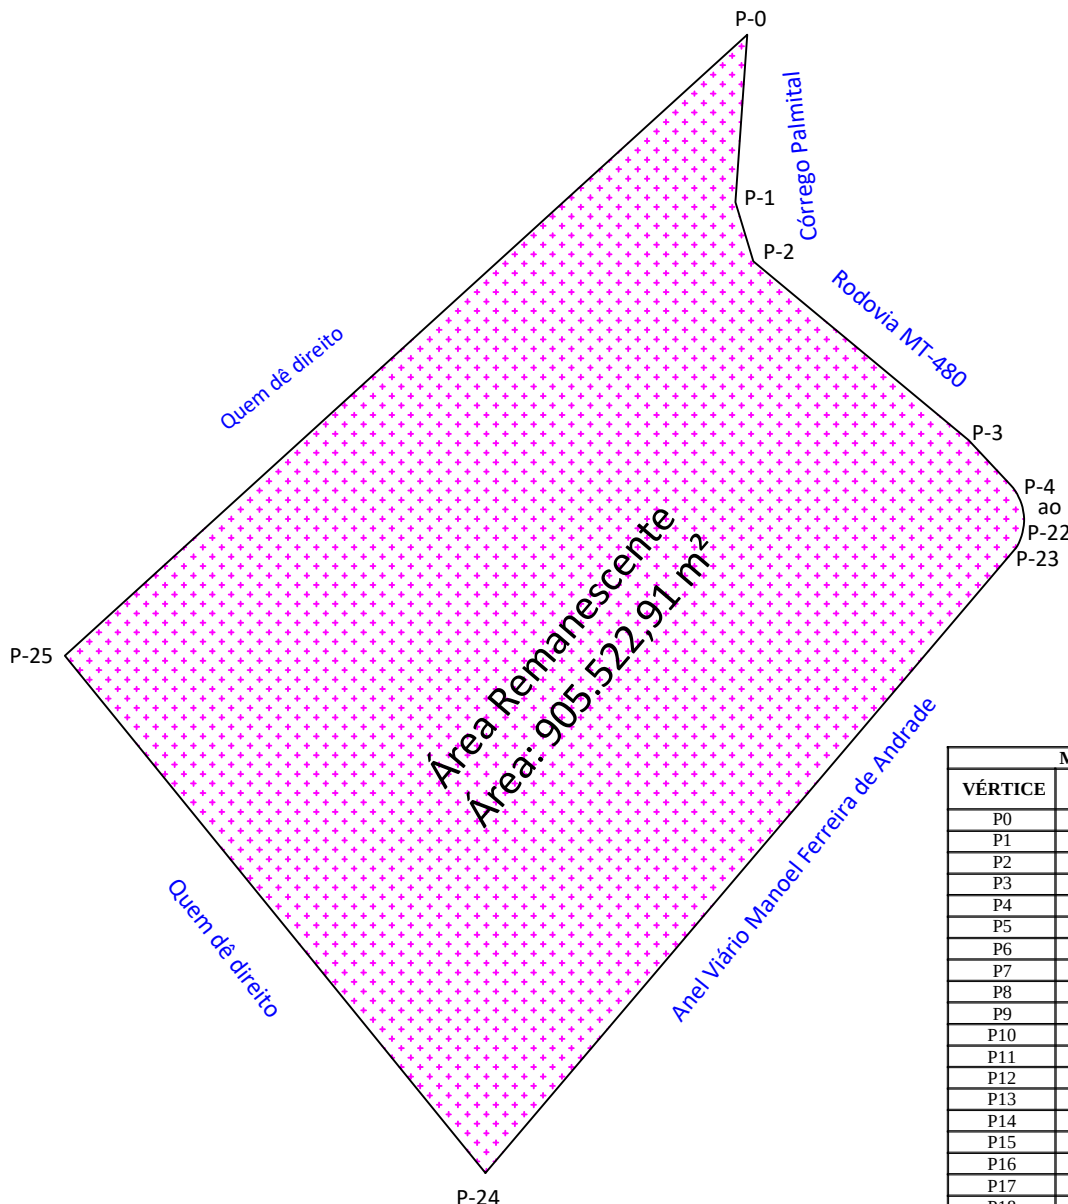 P-0
Córrego Palmital
P-1
P-2
Rodovia MT-480
Quem dê direito
P-3
P-4
ao
P-22
P-23
Área Remanescente
Área: 905.522,91 m²
P-25
Anel Viário Manoel Ferreira de Andrade
Quem dê direito
P-24
M
VÉRTICE
P0
P1
P2
P3
P4
P5
P6
P7
P8
P9
P10
P11
P12
P13
P14
P15
P16
P17
P18